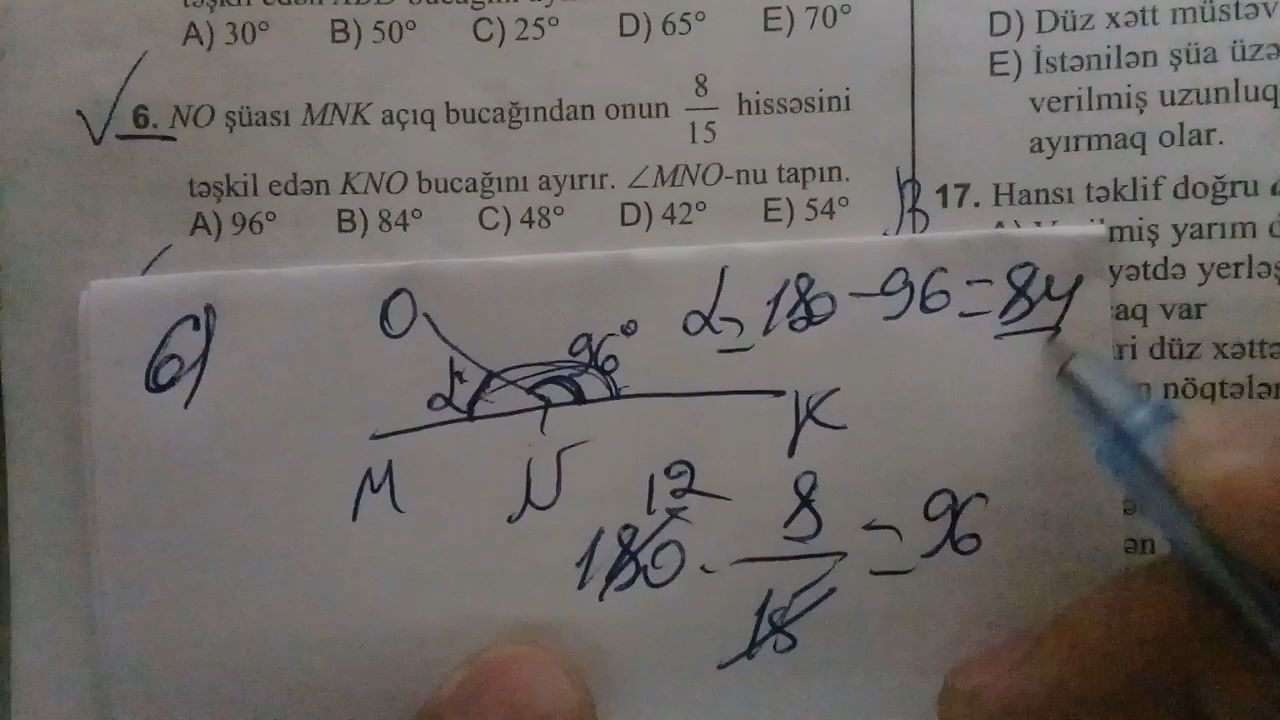 A) 30° B) 50° C) 25° D) 65° E) 70°
6. NO şüası MNK açıq bucağından onun 8/15 hissəsini
təşkil edən KNO bucağını ayırır. ∠MNO-nu tapın.
A) 96° B) 84° C) 48° D) 42° E) 54°
D) Düz xətt müstəv
E) İstənilən şüa üzə
verilmiş uzunluq
ayırmaq olar.
17. Hansı təklif doğru
miş yarım
yətdə yerləş
aq var
ri düz xəttə
nöqtələr
ən
6)
O 96° α = 180 - 96 = 84
α
M N K
12
180 · 8/15 = 96